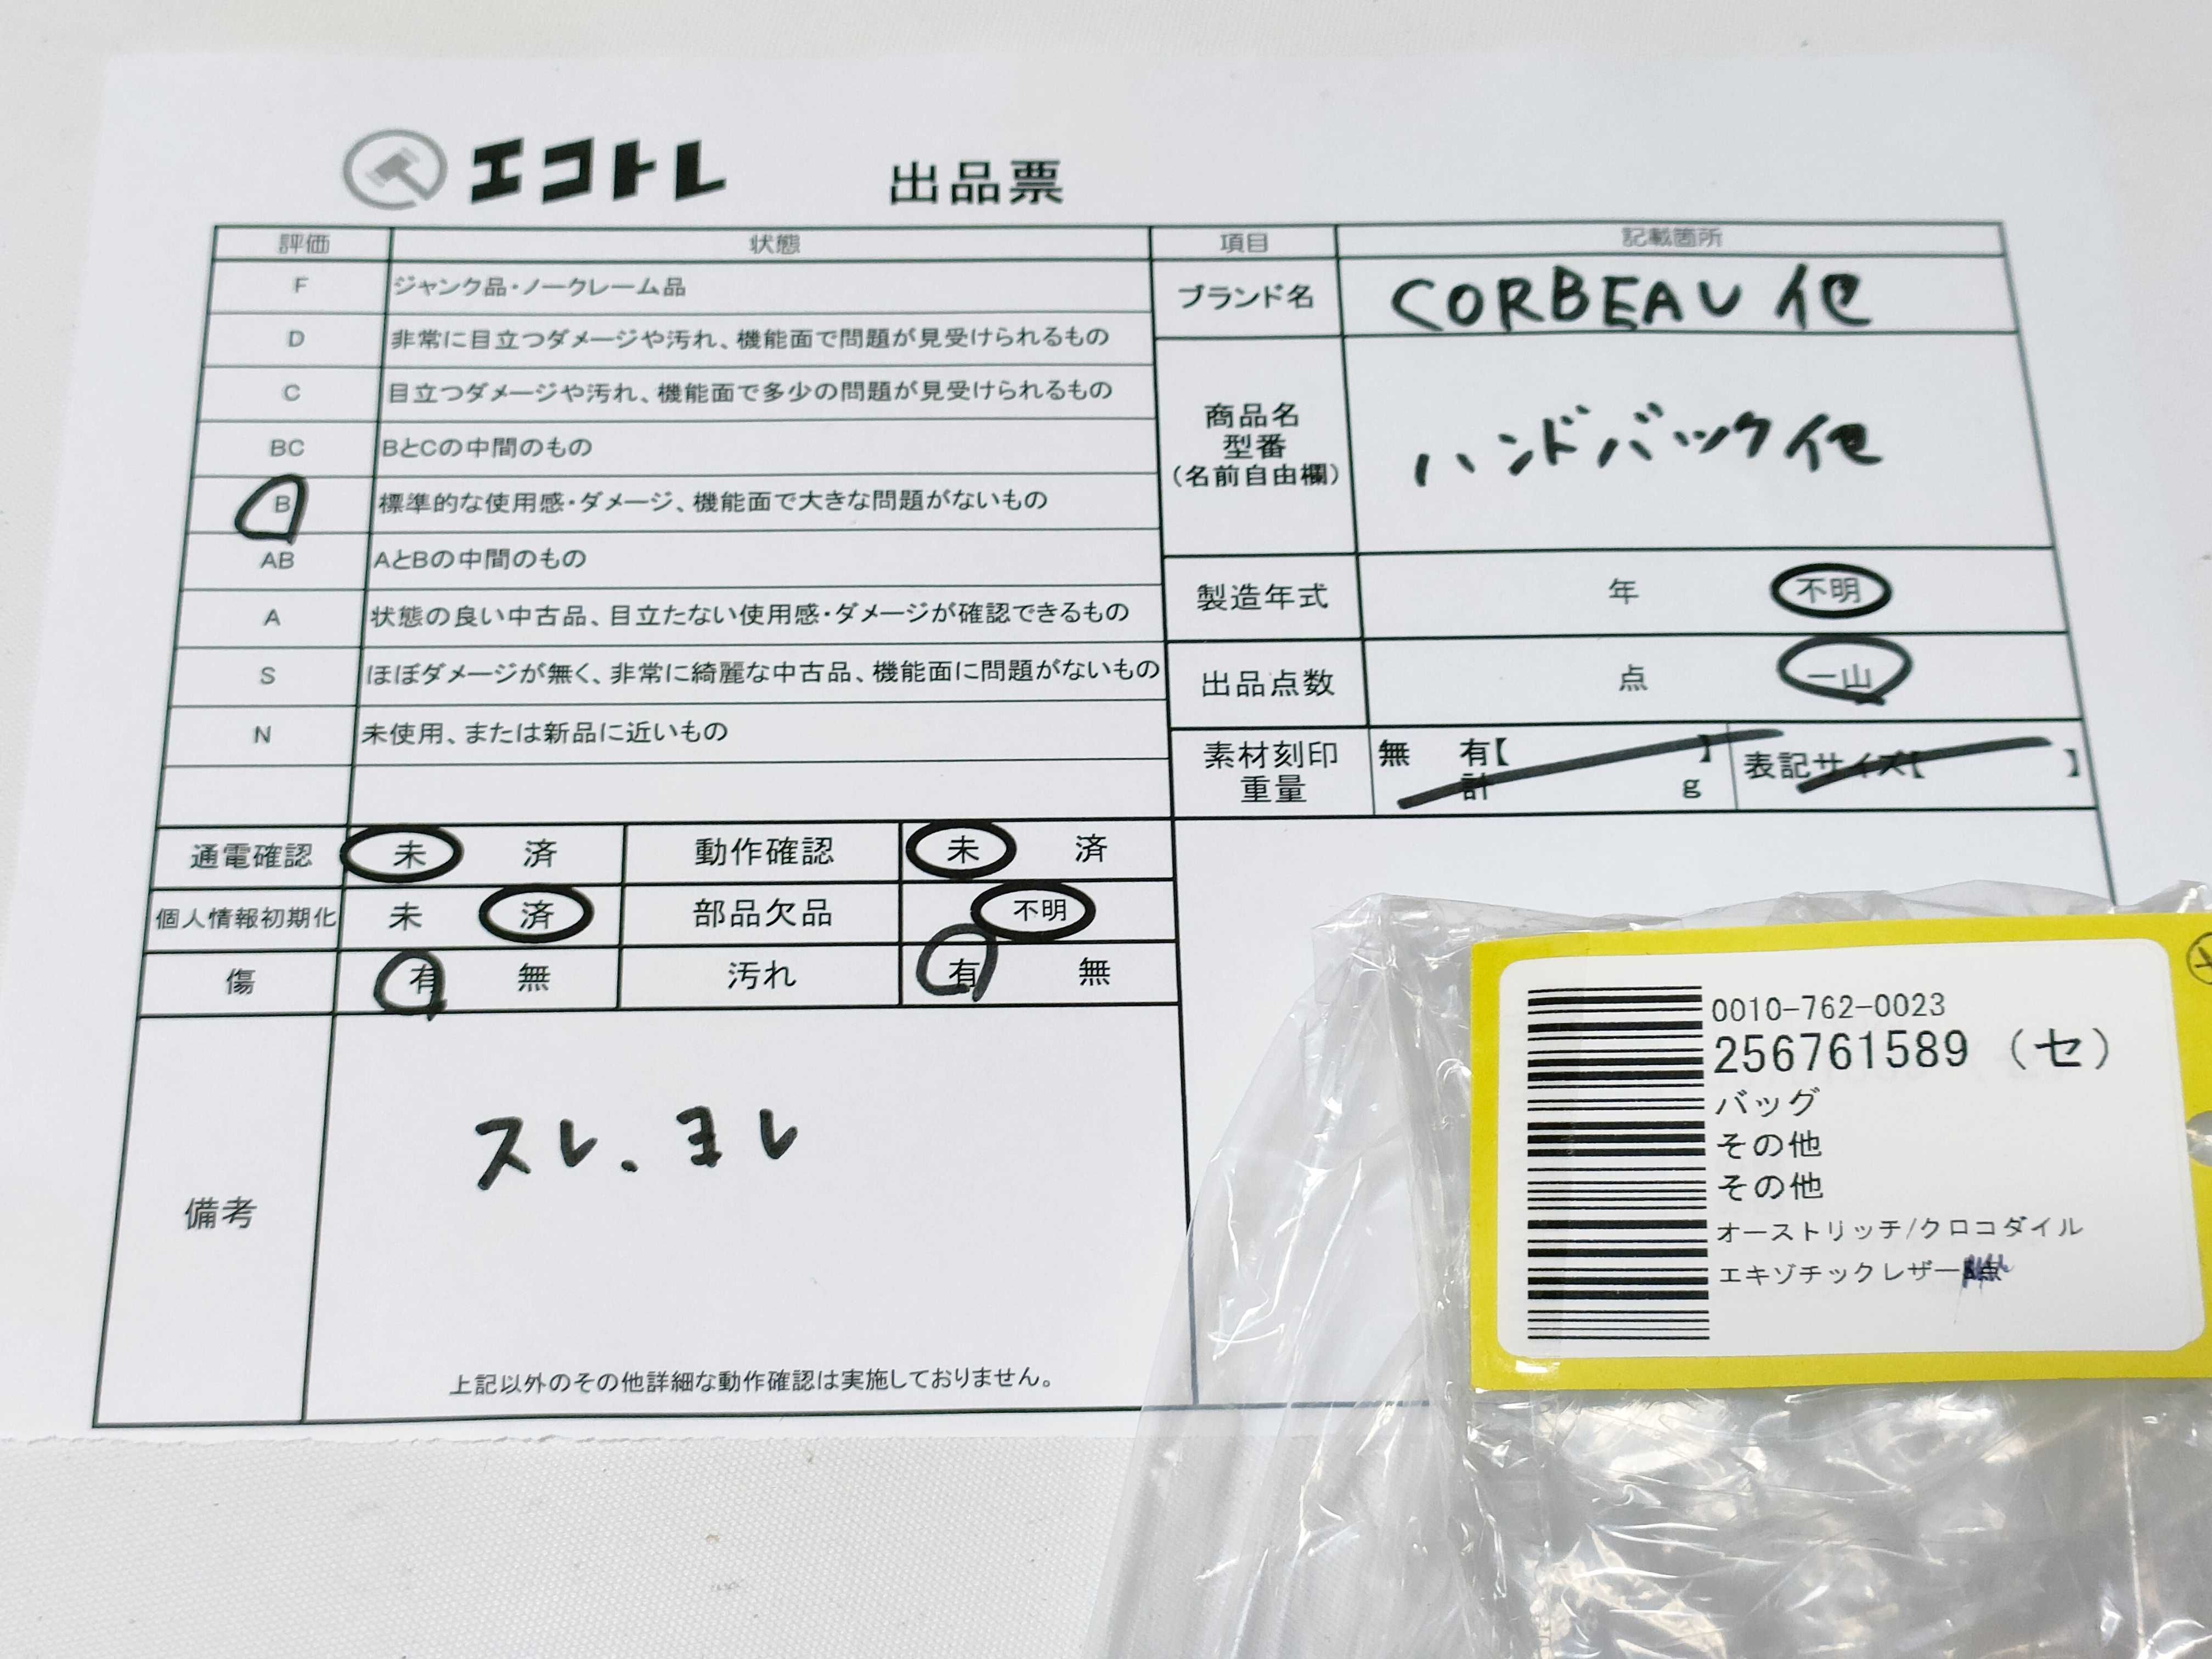 エコトレ 出品票
評価 状態 項目 記載箇所
F ジャンク品・ノークレーム品
D 非常に目立つダメージや汚れ、機能面で問題が見受けられるもの
C 目立つダメージや汚れ、機能面で多少の問題が見受けられるもの
BC BとCの中間のもの
B 標準的な使用感・ダメージ、機能面で大きな問題がないもの
AB AとBの中間のもの
A 状態の良い中古品、目立たない使用感・ダメージが確認できるもの
S ほぼダメージが無く、非常に綺麗な中古品、機能面に問題がないもの
N 未使用、または新品に近いもの
ブランド名 CORBEAU 他
商品名
型番
(名前自由欄)
ハンドバック他
製造年式 年 不明
出品点数 点 一山
素材刻印
重量
無 有【 】
計 g
表記サイズ【 】
通電確認 未 済 動作確認 未 済
個人情報初期化 未 済 部品欠品 不明
傷 有 無 汚れ 有 無
備考
スレ、ヨレ
上記以外のその他詳細な動作確認は実施しておりません。
0010-762-0023
256761589 (セ)
バッグ
その他
その他
オーストリッチ/クロコダイル
エキゾチックレザー